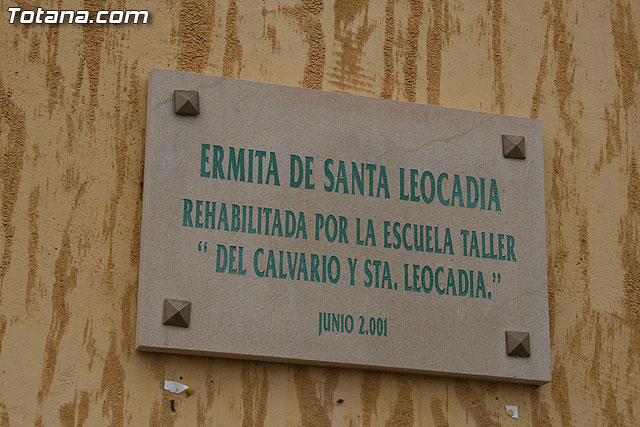 Totana.com
ERMITA DE SANTA LEOCADIA
REHABILITADA POR LA ESCUELA TALLER
“ DEL CALVARIO Y STA. LEOCADIA.”
JUNIO 2.001